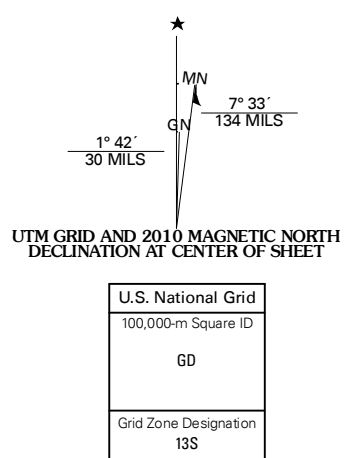 MN
GN
7° 33´
134 MILS
1° 42´
30 MILS
UTM GRID AND 2010 MAGNETIC NORTH
DECLINATION AT CENTER OF SHEET
U.S. National Grid
100,000-m Square ID
GD
Grid Zone Designation
13S